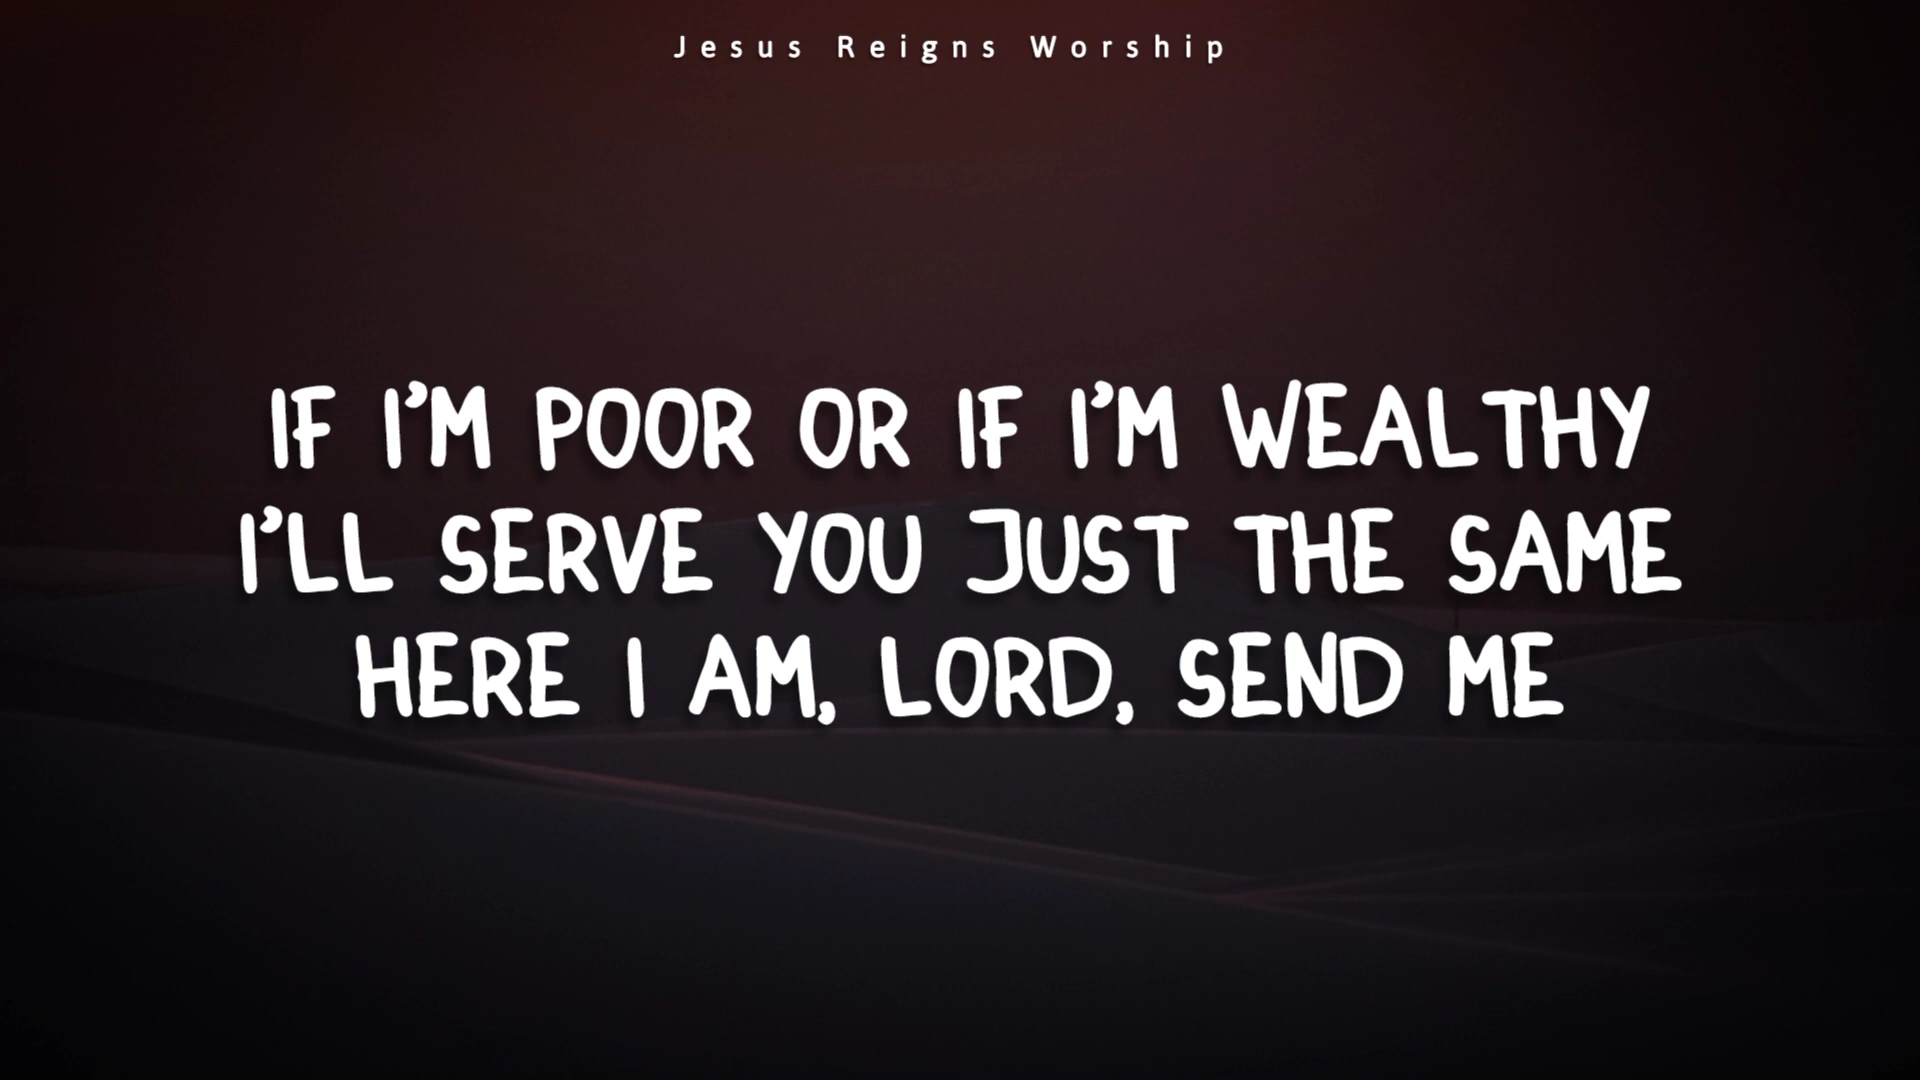 Jesus Reigns Worship
IF I'M POOR OR IF I'M WEALTHY
I'LL SERVE YOU JUST THE SAME
HERE I AM, LORD, SEND ME